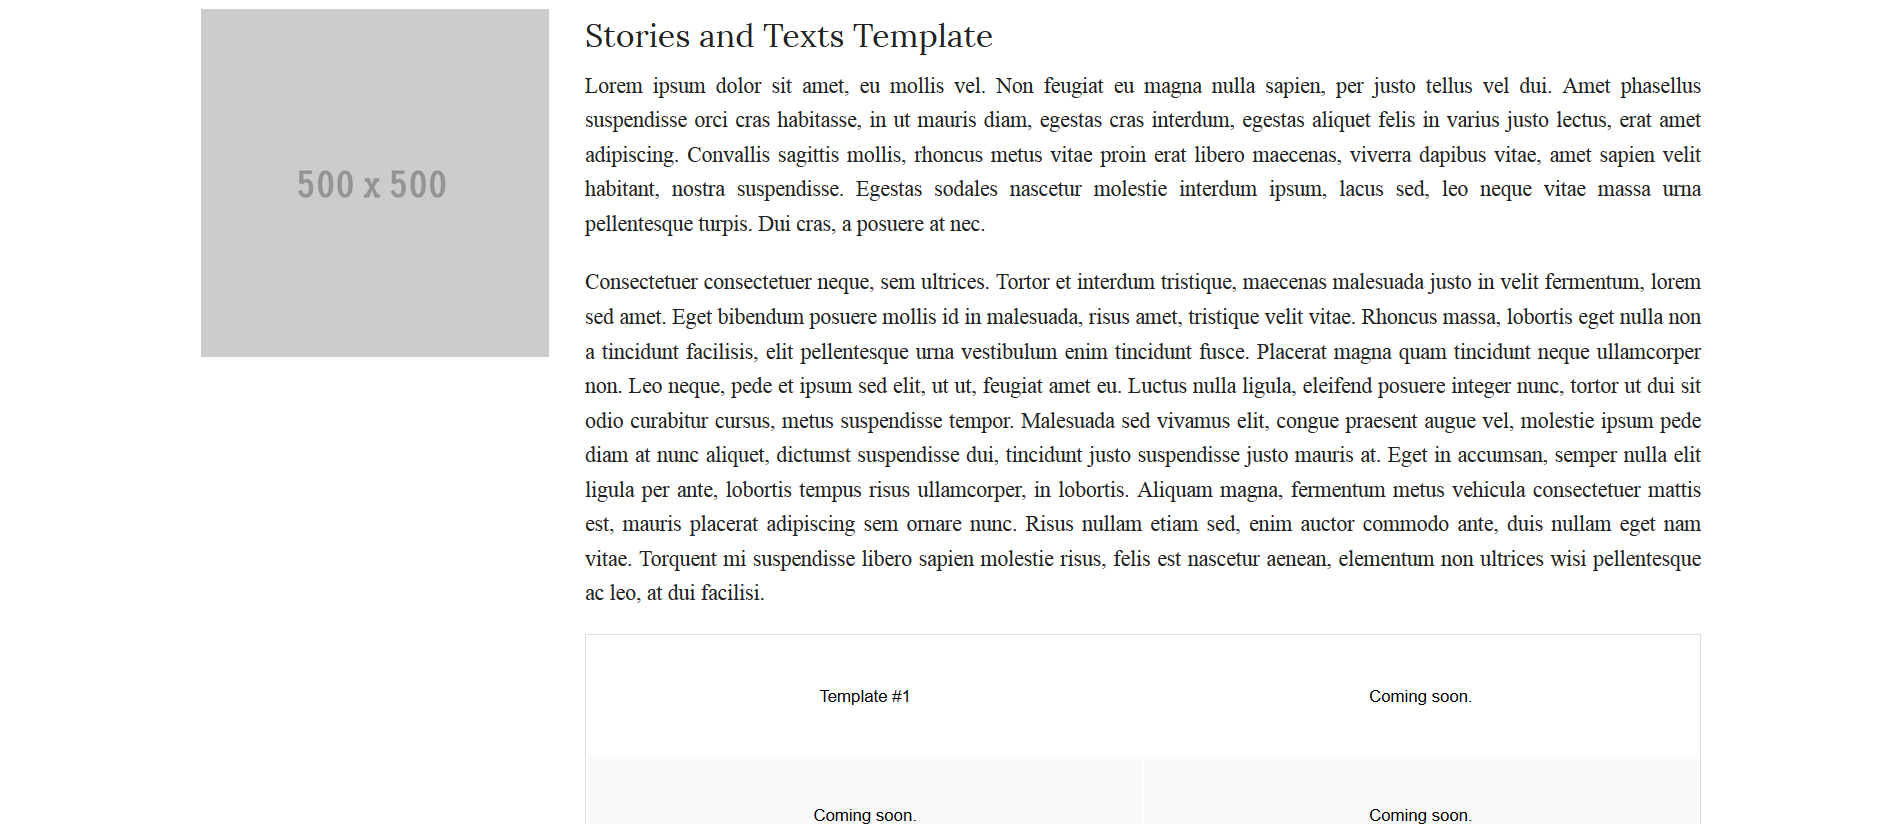 500 x 500
Stories and Texts Template
Lorem ipsum dolor sit amet, eu mollis vel. Non feugiat eu magna nulla sapien, per justo tellus vel dui. Amet phasellus
suspendisse orci cras habitasse, in ut mauris diam, egestas cras interdum, egestas aliquet felis in varius justo lectus, erat amet
adipiscing. Convallis sagittis mollis, rhoncus metus vitae proin erat libero maecenas, viverra dapibus vitae, amet sapien velit
habitant, nostra suspendisse. Egestas sodales nascetur molestie interdum ipsum, lacus sed, leo neque vitae massa urna
pellentesque turpis. Dui cras, a posuere at nec.
Consectetuer consectetuer neque, sem ultrices. Tortor et interdum tristique, maecenas malesuada justo in velit fermentum, lorem
sed amet. Eget bibendum posuere mollis id in malesuada, risus amet, tristique velit vitae. Rhoncus massa, lobortis eget nulla non
a tincidunt facilisis, elit pellentesque urna vestibulum enim tincidunt fusce. Placerat magna quam tincidunt neque ullamcorper
non. Leo neque, pede et ipsum sed elit, ut ut, feugiat amet eu. Luctus nulla ligula, eleifend posuere integer nunc, tortor ut dui sit
odio curabitur cursus, metus suspendisse tempor. Malesuada sed vivamus elit, congue praesent augue vel, molestie ipsum pede
diam at nunc aliquet, dictumst suspendisse dui, tincidunt justo suspendisse justo mauris at. Eget in accumsan, semper nulla elit
ligula per ante, lobortis tempus risus ullamcorper, in lobortis. Aliquam magna, fermentum metus vehicula consectetuer mattis
est, mauris placerat adipiscing sem ornare nunc. Risus nullam etiam sed, enim auctor commodo ante, duis nullam eget nam
vitae. Torquent mi suspendisse libero sapien molestie risus, felis est nascetur aenean, elementum non ultrices wisi pellentesque
ac leo, at dui facilisi.
Template #1
Coming soon.
Coming soon.
Coming soon.